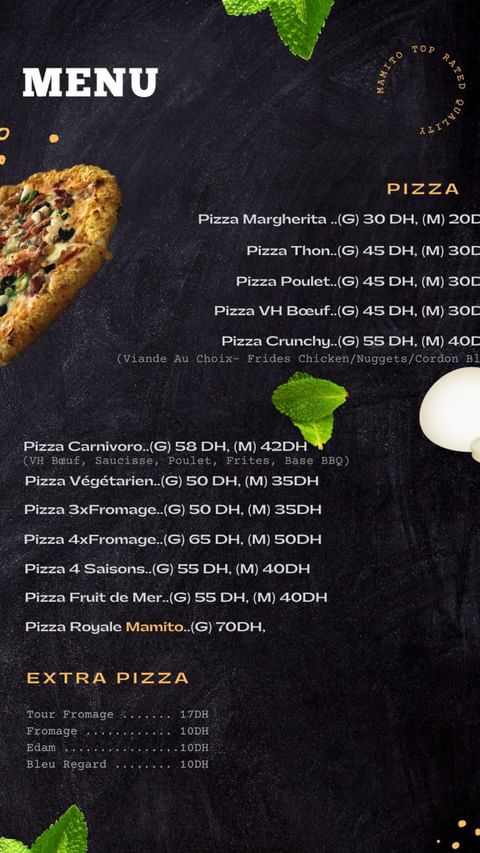 MENU
MAMITO TOP RATED QUALITY
PIZZA
Pizza Margherita ..(G) 30 DH, (M) 20D
Pizza Thon..(G) 45 DH, (M) 30D
Pizza Poulet..(G) 45 DH, (M) 30D
Pizza VH Bœuf..(G) 45 DH, (M) 30D
Pizza Crunchy..(G) 55 DH, (M) 40D
(Viande Au Choix- Frides Chicken/Nuggets/Cordon Bl
Pizza Carnivoro..(G) 58 DH, (M) 42DH
(VH Bœuf, Saucisse, Poulet, Frites, Base BBQ)
Pizza Végétarien..(G) 50 DH, (M) 35DH
Pizza 3xFromage..(G) 50 DH, (M) 35DH
Pizza 4xFromage..(G) 65 DH, (M) 50DH
Pizza 4 Saisons..(G) 55 DH, (M) 40DH
Pizza Fruit de Mer..(G) 55 DH, (M) 40DH
Pizza Royale Mamito..(G) 70DH,
EXTRA PIZZA
Tour Fromage ....... 17DH
Fromage ............ 10DH
Edam ................10DH
Bleu Regard ........ 10DH